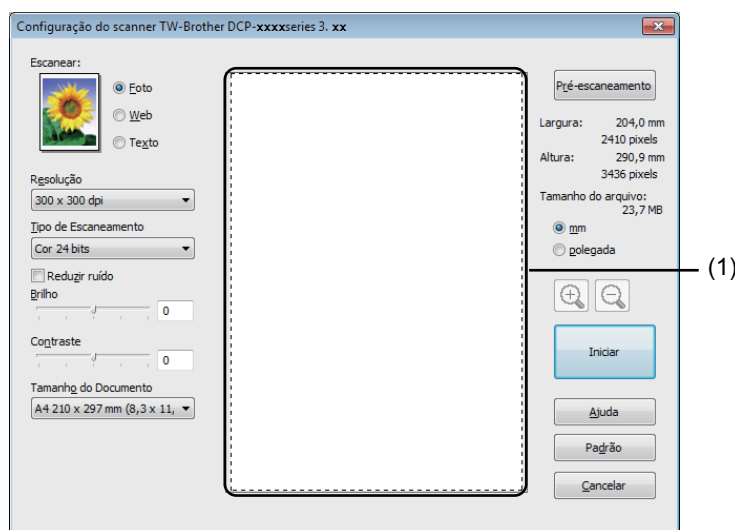 Configuração do scanner TW-Brother DCP-xxxxseries 3. xx
Escanear:
Foto
Web
Texto
Resolução
300 x 300 dpi
Tipo de Escaneamento
Cor 24 bits
Reduzir ruído
Brilho
0
Contraste
0
Tamanho do Documento
A4 210 x 297 mm (8,3 x 11,
(1)
Pré-escaneamento
Largura: 204,0 mm
2410 pixels
Altura: 290,9 mm
3436 pixels
Tamanho do arquivo:
23,7 MB
mm
polegada
Iniciar
Ajuda
Padrão
Cancelar